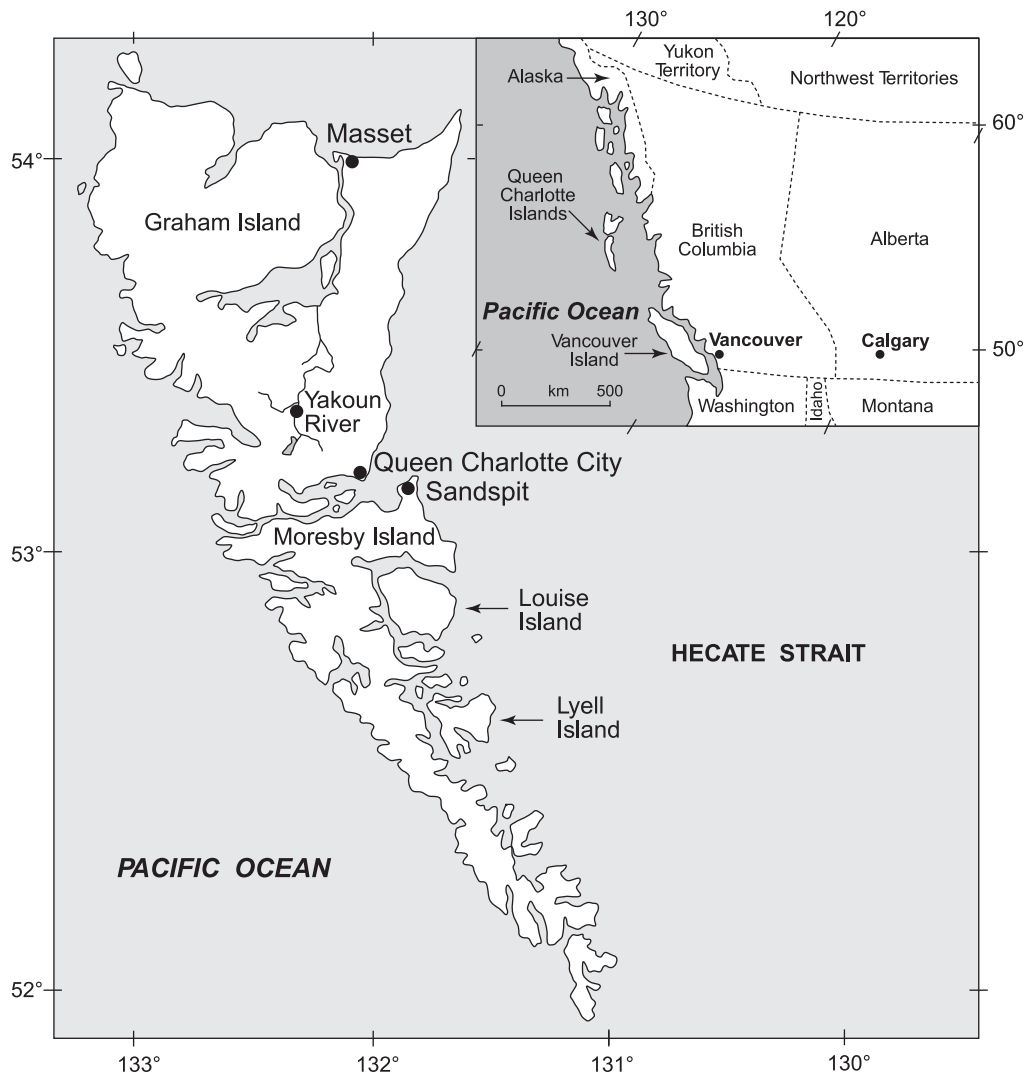 130°
120°
Alaska
Yukon
Territory
Northwest Territories
60°
Masset
54°
Queen
Charlotte
Islands
Graham Island
British
Columbia
Alberta
Pacific Ocean
Vancouver
Island
Vancouver
Calgary
50°
0 km 500
Washington
Idaho
Montana
Yakoun
River
Queen Charlotte City
Sandspit
Moresby Island
53°
Louise
Island
HECATE STRAIT
Lyell
Island
PACIFIC OCEAN
52°
133°
132°
131°
130°